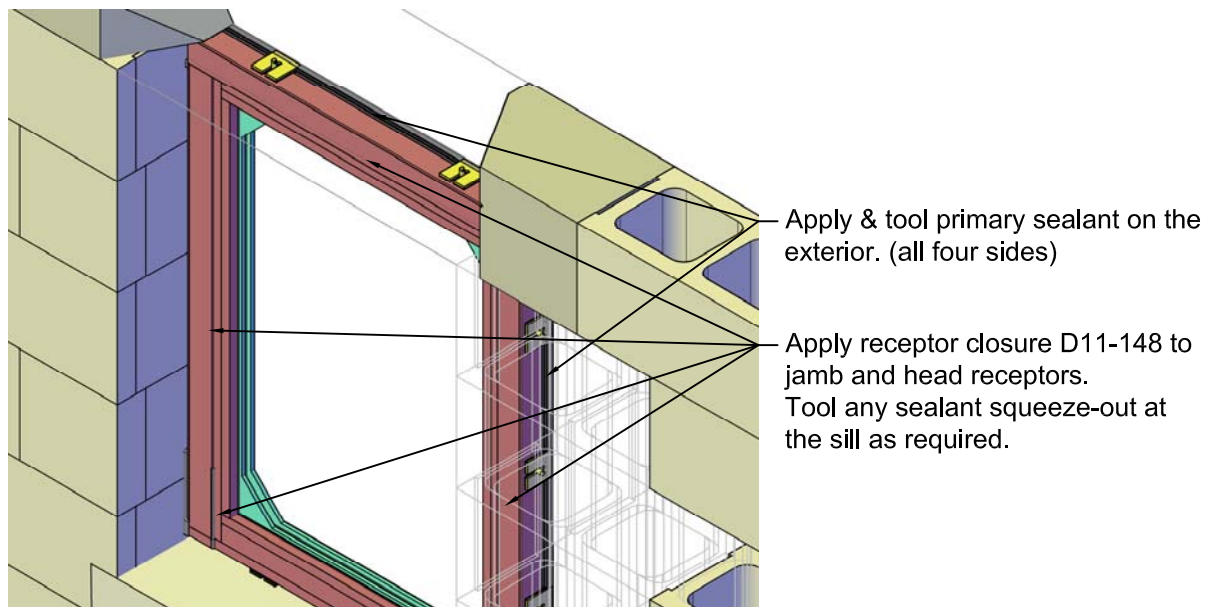 Apply & tool primary sealant on the
exterior. (all four sides)
Apply receptor closure D11-148 to
jamb and head receptors.
Tool any sealant squeeze-out at
the sill as required.